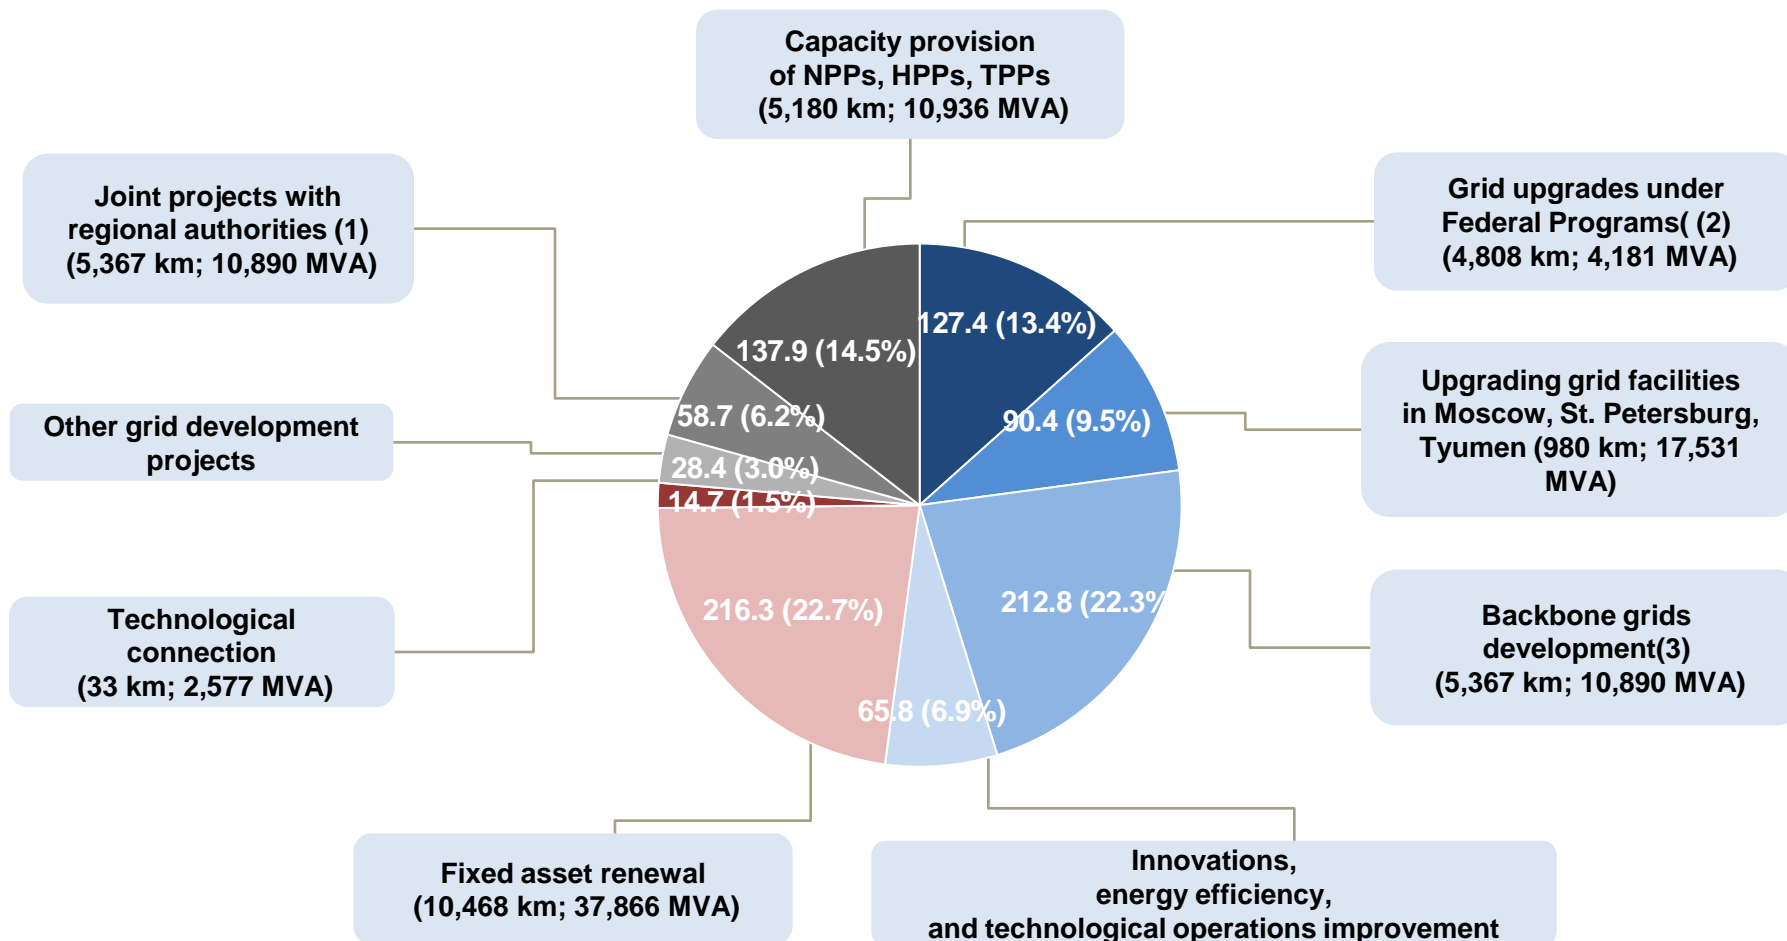 Capacity provision
of NPPs, HPPs, TPPs
(5,180 km; 10,936 MVA)
Joint projects with
regional authorities (1)
(5,367 km; 10,890 MVA)
Grid upgrades under
Federal Programs( (2)
(4,808 km; 4,181 MVA)
127.4 (13.4%)
137.9 (14.5%)
Upgrading grid facilities
in Moscow, St. Petersburg,
Tyumen (980 km; 17,531
MVA)
58.7 (6.2%)
90.4 (9.5%)
Other grid development
projects
28.4 (3.0%)
14.7 (1.5%)
Technological
connection
(33 km; 2,577 MVA)
216.3 (22.7%)
212.8 (22.3%
Backbone grids
development(3)
(5,367 km; 10,890 MVA)
65.8 (6.9%)
Fixed asset renewal
(10,468 km; 37,866 MVA)
Innovations,
energy efficiency,
and technological operations improvement